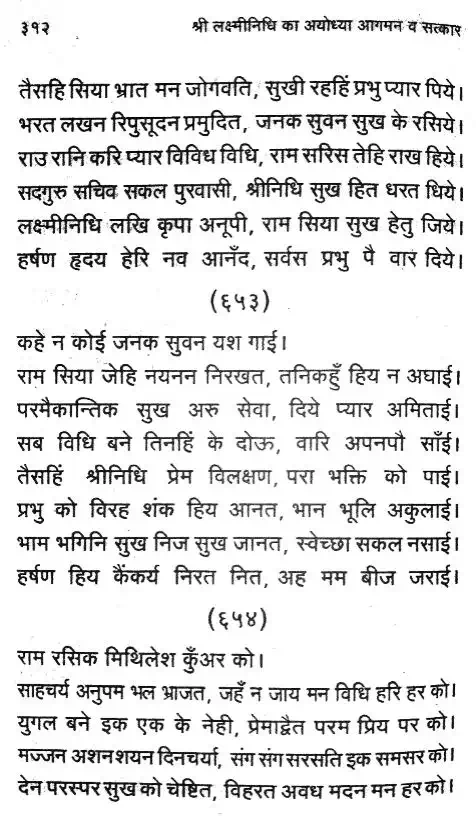 ३१२ श्री लक्ष्मीनिधि का अयोध्या आगमन व सत्कार
तैसहि सिया भ्रात मन जोगवति, सुखी रहहिं प्रभु प्यार पिये।
भरत लखन रिपुसूदन प्रमुदित, जनक सुवन सुख के रसिये।
राउ रानि करि प्यार विविध विधि, राम सरिस तेहि राख हिये।
सदगुरु सचिव सकल पुरवासी, श्रीनिधि सुख हित धरत धिये।
लक्ष्मीनिधि लखि कृपा अनूपी, राम सिया सुख हेतु जिये।
हर्षण हृदय हेरि नव आनँद, सर्वस प्रभु पै वार दिये।
(६५३)
कहे न कोई जनक सुवन यश गाई।
राम सिया जेहि नयनन निरखत, तनिकहुँ हिय न अघाई।
परमैकान्तिक सुख अरु सेवा, दिये प्यार अमिताई।
सब विधि बने तिनहिं के दोऊ, वारि अपनपौ साँई।
तैसहिं श्रीनिधि प्रेम विलक्षण, परा भक्ति को पाई।
प्रभु को विरह शंक हिय आनत, भान भूलि अकुलाई।
भाम भगिनि सुख निज सुख जानत, स्वेच्छा सकल नसाई।
हर्षण हिय कैंकर्य निरत नित, अह मम बीज जराई।
(६५४)
राम रसिक मिथिलेश कुँअर को।
साहचर्य अनुपम भल भ्राजत, जहँ न जाय मन विधि हरि हर को।
युगल बने इक एक के नेही, प्रेमाद्वैत परम प्रिय पर को।
मज्जन अशन शयन दिनचर्या, संग संग सरसति इक समसर को।
देन परस्पर सुख को चेष्टित, विहरत अवध मदन मन हर को।